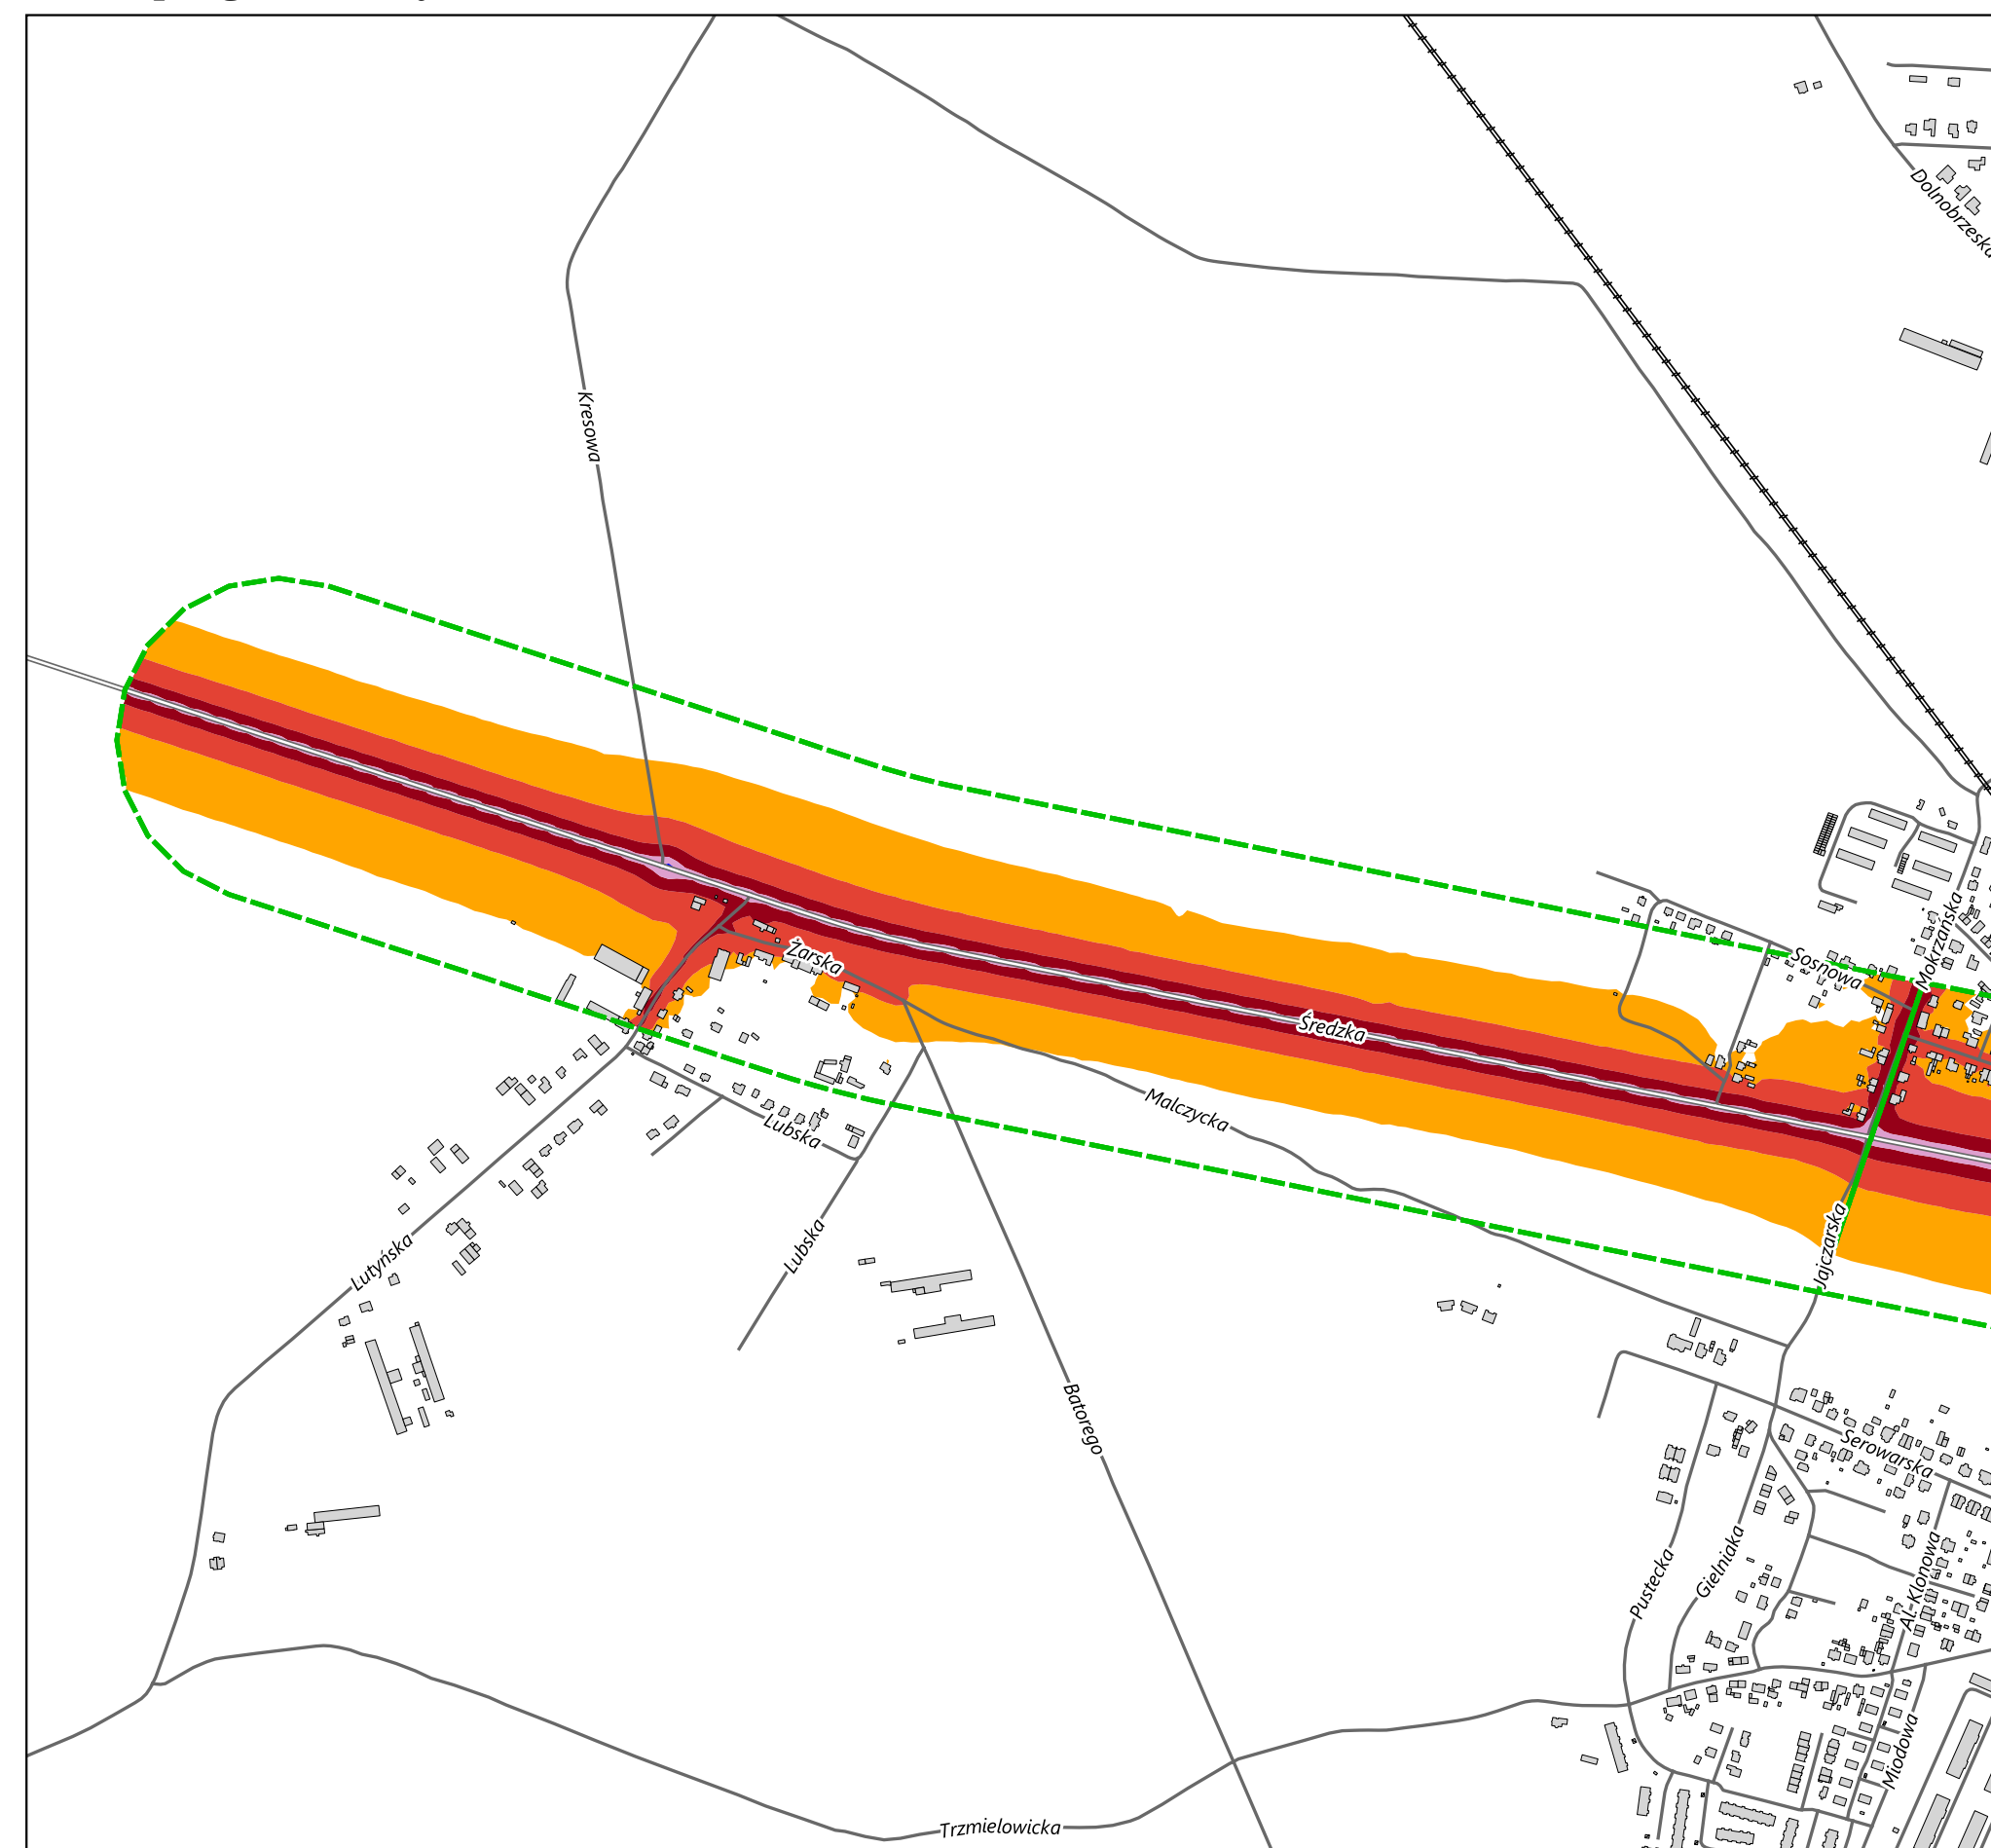 Dolnobrzeska
Kresowa
Mokrzańska
Żarska
Sosnowa
Średzka
Malczycka
Lubska
Jajczarska
Lubska
Lutyńska
Batorego
Serowarska
Al-Klonowa
Gielniaka
Pustecka
Miodowa
Trzmielowicka